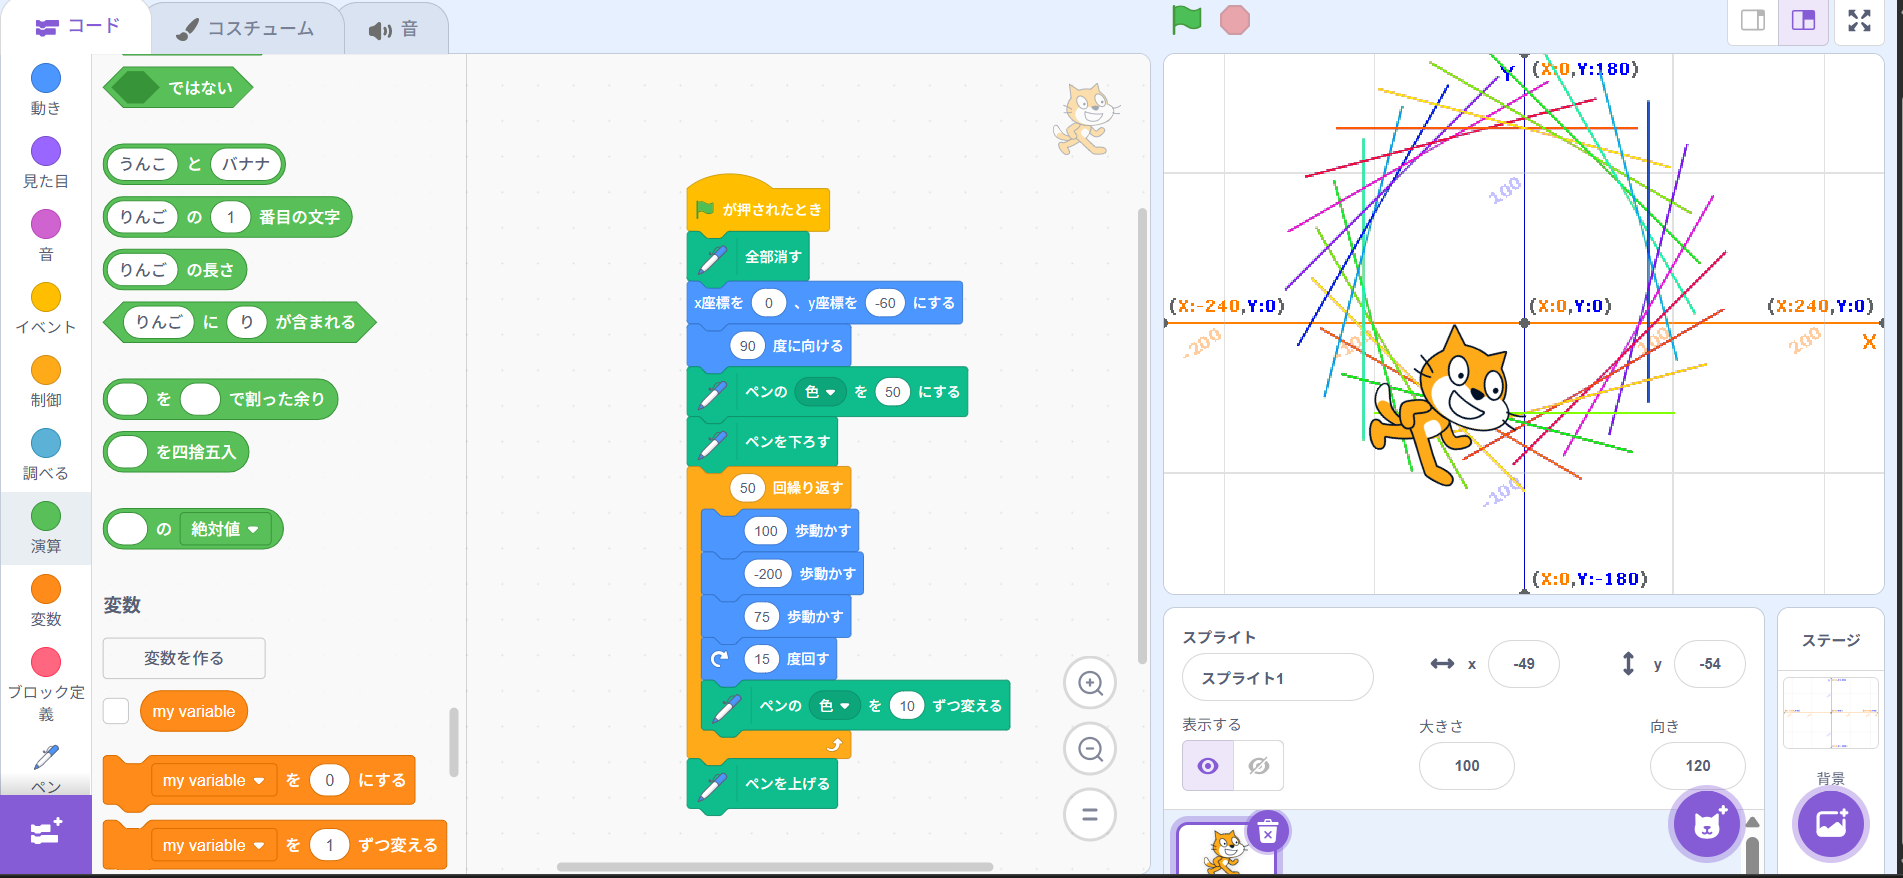 コード
コスチューム
音
動き
見た目
音
イベント
制御
調べる
演算
変数
ブロック定
義
ペン
ではない
うんこ と バナナ
りんご の 1 番目の文字
りんご の長さ
りんご に り が含まれる
を で割った余り
を四捨五入
の 絶対値
変数
変数を作る
my variable
my variable を 0 にする
my variable を 1 ずつ変える
が押されたとき
全部消す
x座標を 0 、y座標を -60 にする
90 度に向ける
ペンの 色 を 50 にする
ペンを下ろす
50 回繰り返す
100 歩動かす
-200 歩動かす
75 歩動かす
15 度回す
ペンの 色 を 10 ずつ変える
ペンを上げる
Y (X:0,Y:180)
100
(X:-240,Y:0) (X:0,Y:0) (X:240,Y:0)
-200 -100 100 200 X
-100
(X:0,Y:-180)
スプライト
スプライト1
x -49
y -54
表示する
大きさ 100
向き 120
ステージ
背景